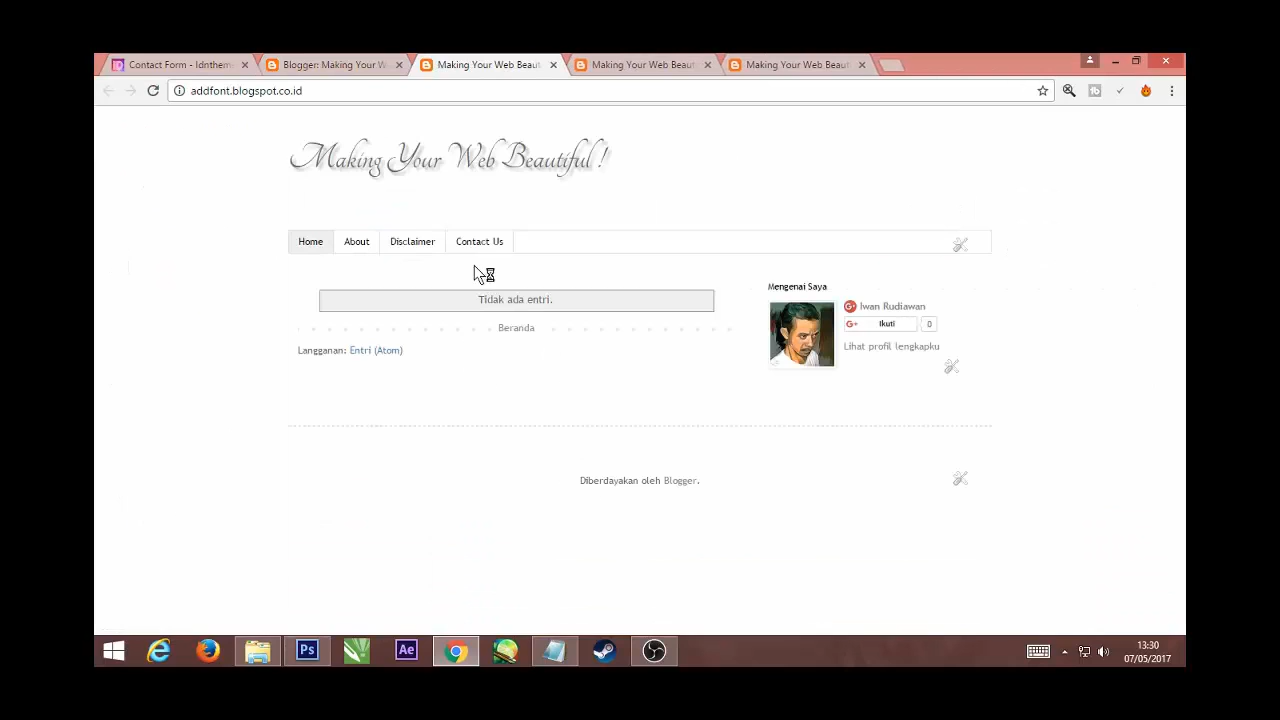 Contact Form - Idnthem
Blogger: Making Your W
Making Your Web Beaut
Making Your Web Beaut
Making Your Web Beaut
addfont.blogspot.co.id
Making Your Web Beautiful !
Home About Disclaimer Contact Us
Tidak ada entri.
Beranda
Langganan: Entri (Atom)
Mengenai Saya
Iwan Rudiawan
Ikuti 0
Lihat profil lengkapku
Diberdayakan oleh Blogger.
Ps Ae
13:30
07/05/2017